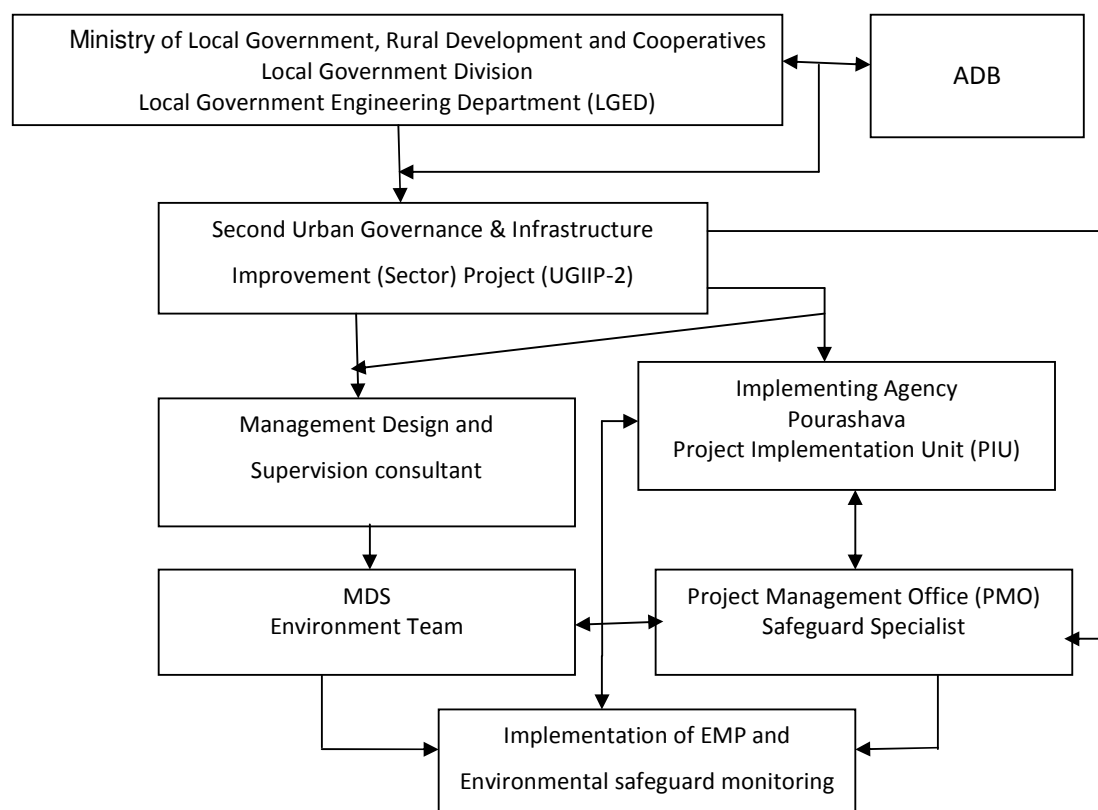 Ministry of Local Government, Rural Development and Cooperatives
Local Government Division
Local Government Engineering Department (LGED)
ADB
Second Urban Governance & Infrastructure
Improvement (Sector) Project (UGIIP-2)
Management Design and
Supervision consultant
Implementing Agency
Pourashava
Project Implementation Unit (PIU)
MDS
Environment Team
Project Management Office (PMO)
Safeguard Specialist
Implementation of EMP and
Environmental safeguard monitoring